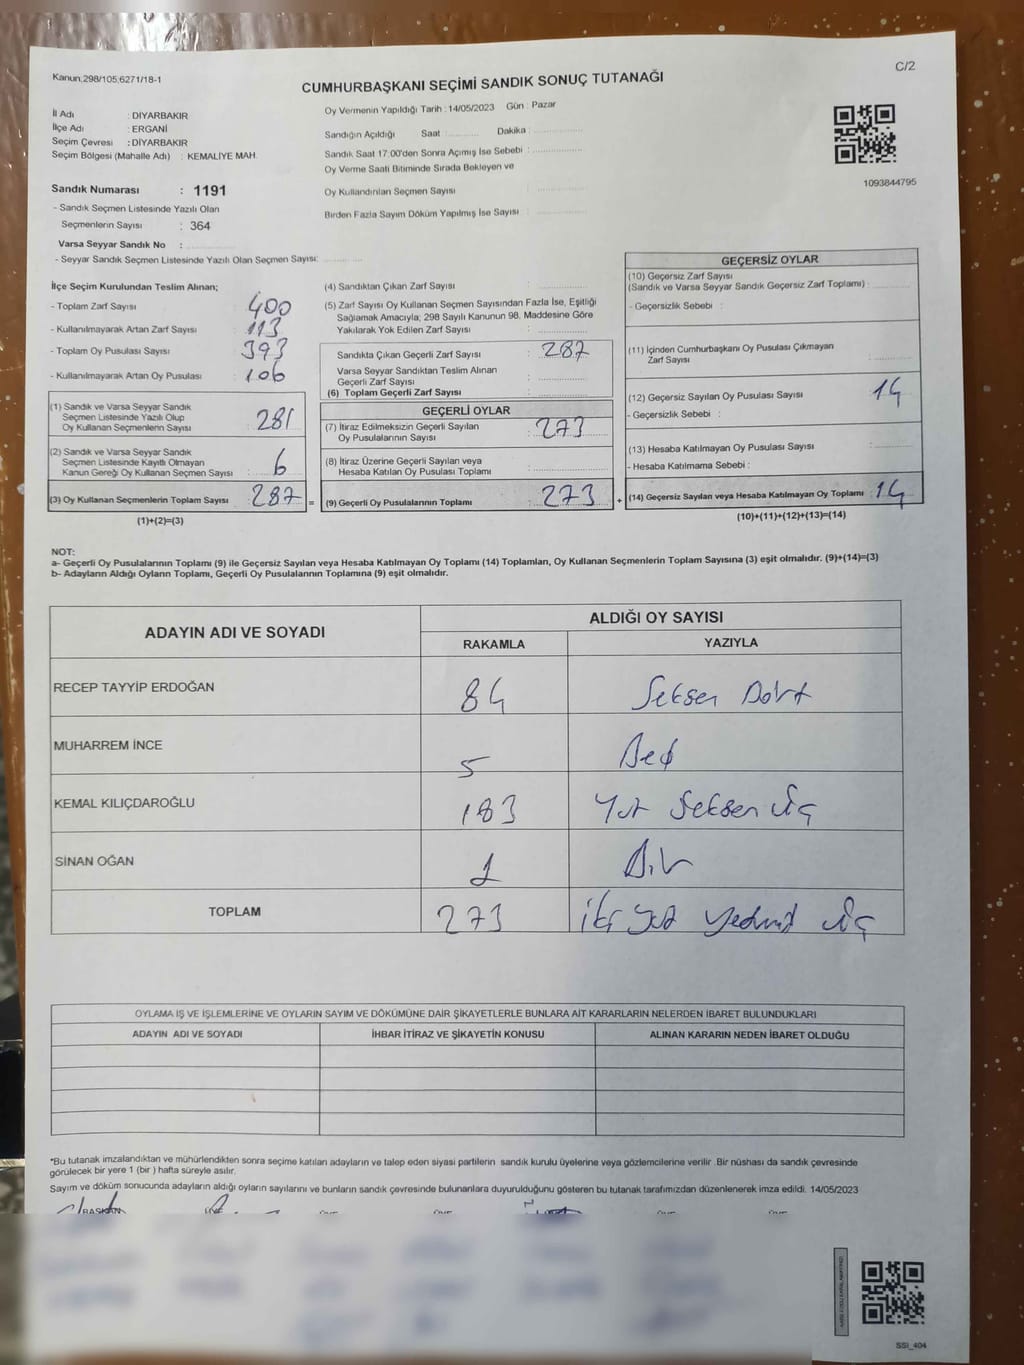 Kanun;298/105,6271/18-1
C/2
CUMHURBAŞKANI SEÇİMİ SANDIK SONUÇ TUTANAĞI
İl Adı : DİYARBAKIR
İlçe Adı : ERGANİ
Seçim Çevresi : DİYARBAKIR
Seçim Bölgesi (Mahalle Adı) : KEMALİYE MAH.
Sandık Numarası : 1191
- Sandık Seçmen Listesinde Yazılı Olan
Seçmenlerin Sayısı : 364
Varsa Seyyar Sandık No :
- Seyyar Sandık Seçmen Listesinde Yazılı Olan Seçmen Sayısı:
Oy Vermenin Yapıldığı Tarih : 14/05/2023 Gün : Pazar
Sandığın Açıldığı Saat : Dakika :
Sandık Saat 17:00'den Sonra Açımış İse Sebebi :
Oy Verme Saati Bitiminde Sırada Bekleyen ve
Oy Kullandırılan Seçmen Sayısı
Birden Fazla Sayım Döküm Yapılmış İse Sayısı :
1093844795
İlçe Seçim Kurulundan Teslim Alınan;
- Toplam Zarf Sayısı : 400
- Kullanılmayarak Artan Zarf Sayısı : 113
- Toplam Oy Pusulası Sayısı : 393
- Kullanılmayarak Artan Oy Pusulası : 106
(1) Sandık ve Varsa Seyyar Sandık
Seçmen Listesinde Yazılı Olup
Oy Kullanan Seçmenlerin Sayısı : 281
(2) Sandık ve Varsa Seyyar Sandık
Seçmen Listesinde Kayıtlı Olmayan
Kanun Gereği Oy Kullanan Seçmen Sayısı : 6
(3) Oy Kullanan Seçmenlerin Toplam Sayısı : 287 =
(1)+(2)=(3)
(4) Sandıktan Çıkan Zarf Sayısı :
(5) Zarf Sayısı Oy Kullanan Seçmen Sayısından Fazla İse, Eşitliği
Sağlamak Amacıyla; 298 Sayılı Kanunun 98. Maddesine Göre
Yakılarak Yok Edilen Zarf Sayısı :
Sandıkta Çıkan Geçerli Zarf Sayısı : 287
Varsa Seyyar Sandıktan Teslim Alınan
Geçerli Zarf Sayısı :
(6) Toplam Geçerli Zarf Sayısı :
GEÇERLİ OYLAR
(7) İtiraz Edilmeksizin Geçerli Sayılan
Oy Pusulalarının Sayısı : 273
(8) İtiraz Üzerine Geçerli Sayılan veya
Hesaba Katılan Oy Pusulası Toplamı :
(9) Geçerli Oy Pusulalarının Toplamı : 273 +
GEÇERSİZ OYLAR
(10) Geçersiz Zarf Sayısı
(Sandık ve Varsa Seyyar Sandık Geçersiz Zarf Toplamı) :
- Geçersizlik Sebebi :
(11) İçinden Cumhurbaşkanı Oy Pusulası Çıkmayan
Zarf Sayısı :
(12) Geçersiz Sayılan Oy Pusulası Sayısı : 14
- Geçersizlik Sebebi :
(13) Hesaba Katılmayan Oy Pusulası Sayısı :
- Hesaba Katılmama Sebebi :
(14) Geçersiz Sayılan veya Hesaba Katılmayan Oy Toplamı : 14
(10)+(11)+(12)+(13)=(14)
NOT:
a- Geçerli Oy Pusulalarının Toplamı (9) ile Geçersiz Sayılan veya Hesaba Katılmayan Oy Toplamı (14) Toplamları, Oy Kullanan Seçmenlerin Toplam Sayısına (3) eşit olmalıdır. (9)+(14)=(3)
b- Adayların Aldığı Oyların Toplamı, Geçerli Oy Pusulalarının Toplamına (9) eşit olmalıdır.
ADAYIN ADI VE SOYADI
ALDIĞI OY SAYISI
RAKAMLA YAZIYLA
RECEP TAYYİP ERDOĞAN 84 Seksen Dört
MUHARREM İNCE 5 Beş
KEMAL KILIÇDAROĞLU 183 Yüz Seksen Üç
SİNAN OĞAN 1 Bir
TOPLAM 273 İki Yüz Yetmiş Üç
OYLAMA İŞ VE İŞLEMLERİNE VE OYLARIN SAYIM VE DÖKÜMÜNE DAİR ŞİKAYETLERLE BUNLARA AİT KARARLARIN NELERDEN İBARET BULUNDUKLARI
ADAYIN ADI VE SOYADI İHBAR İTİRAZ VE ŞİKAYETİN KONUSU ALINAN KARARIN NEDEN İBARET OLDUĞU
*Bu tutanak imzalandıktan ve mühürlendikten sonra seçime katılan adayların ve talep eden siyasi partilerin sandık kurulu üyelerine veya gözlemcilerine verilir. Bir nüshası da sandık çevresinde
görülecek bir yere 1 (bir ) hafta süreyle asılır.
Sayım ve döküm sonucunda adayların aldığı oyların sayılarını ve bunların sandık çevresinde bulunanlara duyurulduğunu gösteren bu tutanak tarafımızdan düzenlenerek imza edildi. 14/05/2023
BAŞKAN
SSI_404